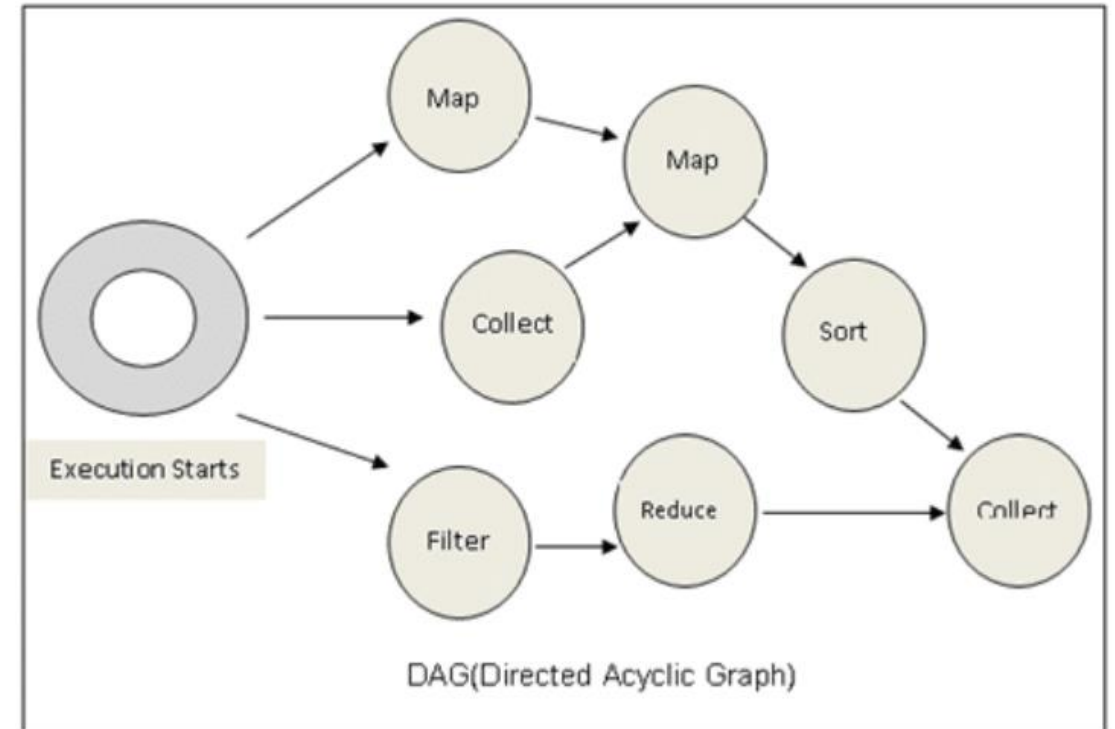 Map
Map
Collect
Sort
Execution Starts
Filter
Reduce
Collect
DAG(Directed Acyclic Graph)